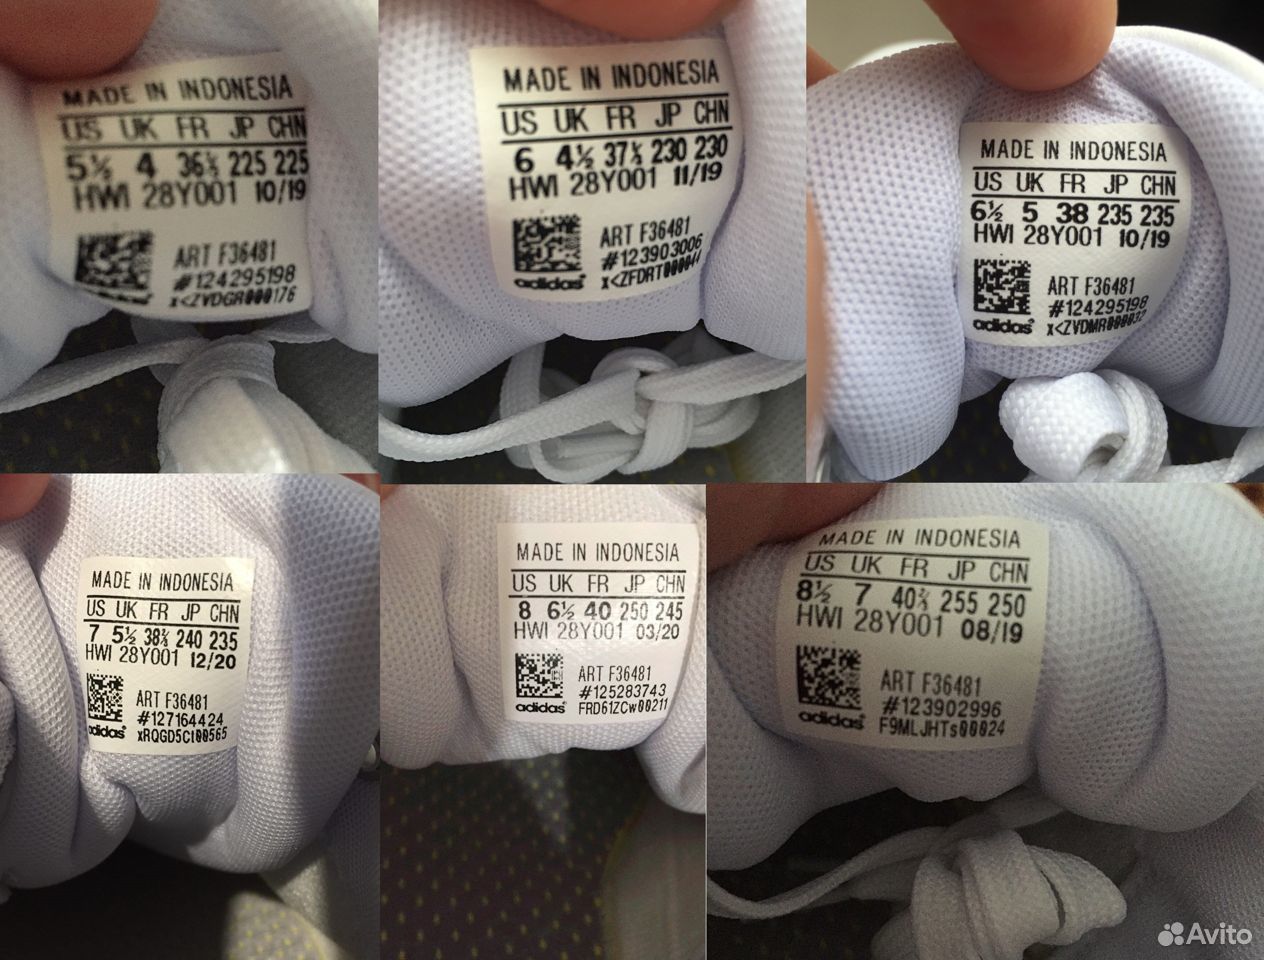 MADE IN INDONESIA
US UK FR JP CHN
5½ 4 36⅔ 225 225
HWI 28Y001 10/19
ART F36481
#124295198
x<ZVDGR000176
MADE IN INDONESIA
US UK FR JP CHN
6 4½ 37⅓ 230 230
HWI 28Y001 11/19
ART F36481
#123903006
adidas x<ZFDRT000044
MADE IN INDONESIA
US UK FR JP CHN
6½ 5 38 235 235
HWI 28Y001 10/19
ART F36481
#124295198
adidas x<ZVDMR000032
MADE IN INDONESIA
US UK FR JP CHN
7 5½ 38⅔ 240 235
HWI 28Y001 12/20
ART F36481
#127164424
adidas xRQGD5Ct00565
MADE IN INDONESIA
US UK FR JP CHN
8 6½ 40 250 245
HWI 28Y001 03/20
ART F36481
#125283743
adidas FRD61ZCw00211
MADE IN INDONESIA
US UK FR JP CHN
8½ 7 40⅔ 255 250
HWI 28Y001 08/19
ART F36481
#123902996
adidas F9MLJHTs00024
Avito